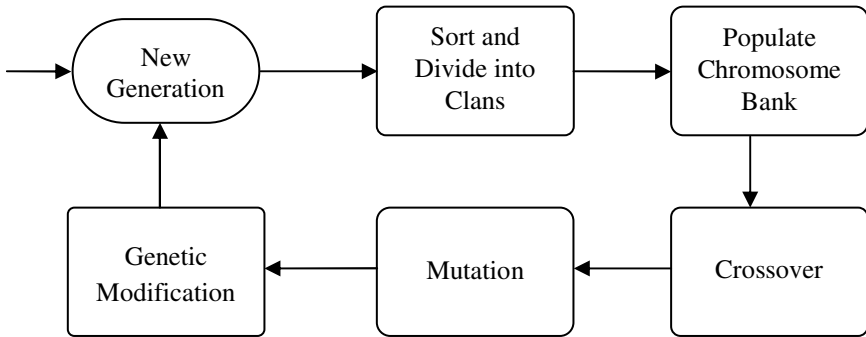 New
Generation
Sort and
Divide into
Clans
Populate
Chromosome
Bank
Genetic
Modification
Mutation
Crossover